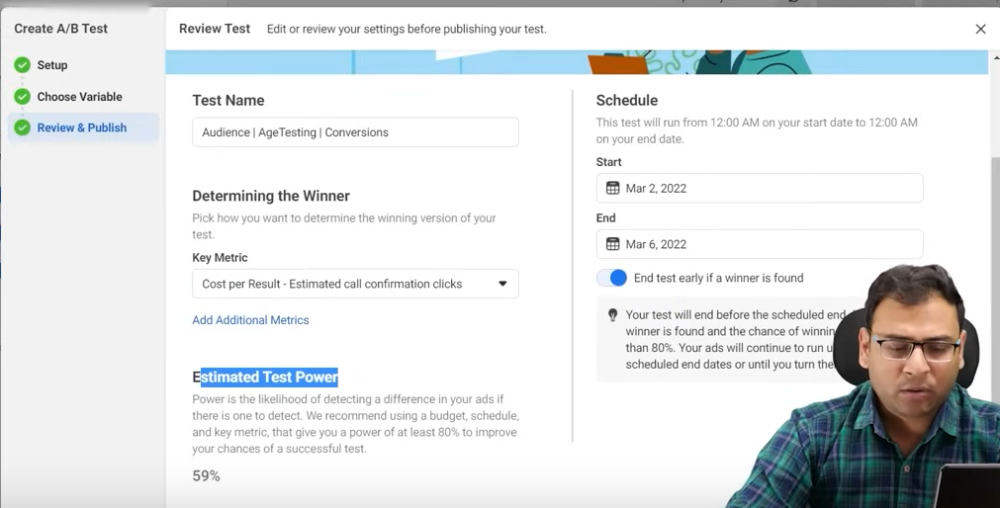 Create A/B Test
Review Test Edit or review your settings before publishing your test.
Setup
Choose Variable
Review & Publish
Test Name
Audience | AgeTesting | Conversions
Determining the Winner
Pick how you want to determine the winning version of your
test.
Key Metric
Cost per Result - Estimated call confirmation clicks
Add Additional Metrics
Estimated Test Power
Power is the likelihood of detecting a difference in your ads if
there is one to detect. We recommend using a budget, schedule,
and key metric, that give you a power of at least 80% to improve
your chances of a successful test.
59%
Schedule
This test will run from 12:00 AM on your start date to 12:00 AM
on your end date.
Start
Mar 2, 2022
End
Mar 6, 2022
End test early if a winner is found
Your test will end before the scheduled end
winner is found and the chance of winnin
than 80%. Your ads will continue to run u
scheduled end dates or until you turn the